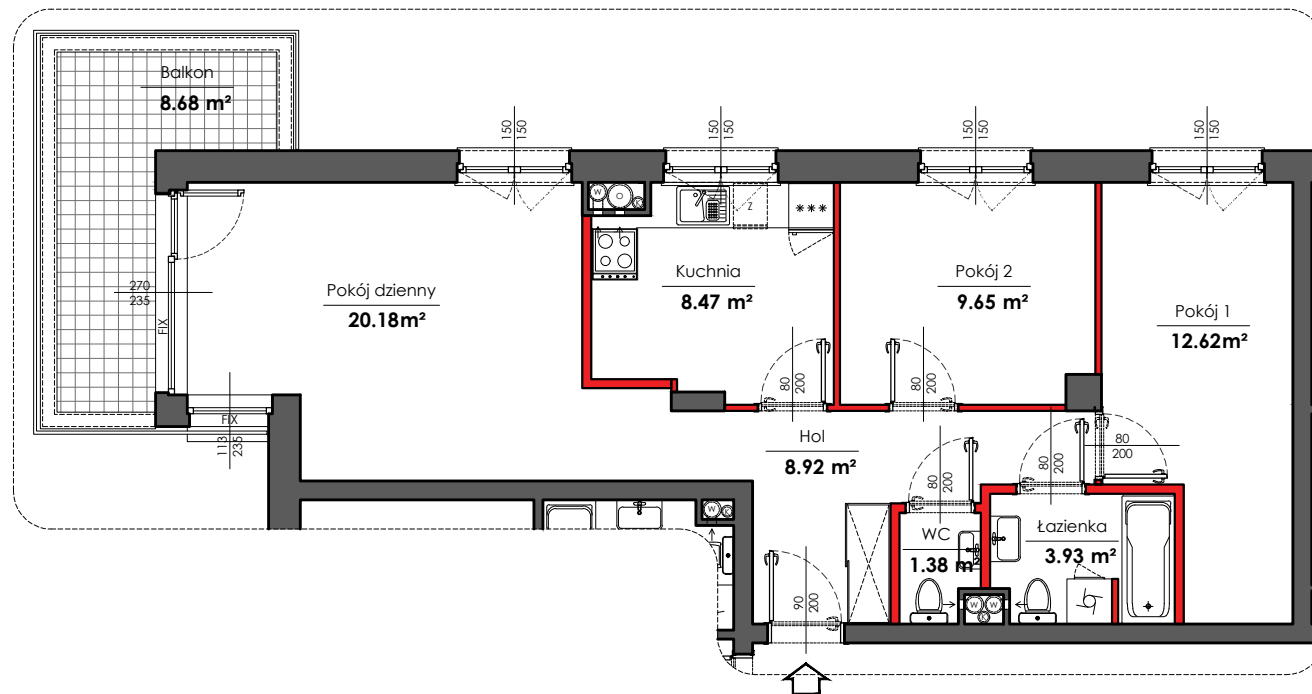 Balkon
8.68 m²
150
150
150
150
150
150
150
150
W
K
Z
***
Pokój dzienny
20.18m²
Kuchnia
8.47 m²
Pokój 2
9.65 m²
Pokój 1
12.62m²
270
235
FIX
80
200
80
200
FIX
113
235
Hol
8.92 m²
80
200
80
200
80
200
W
WC
1.38 m
Łazienka
3.93 m²
90
200
W
W
K